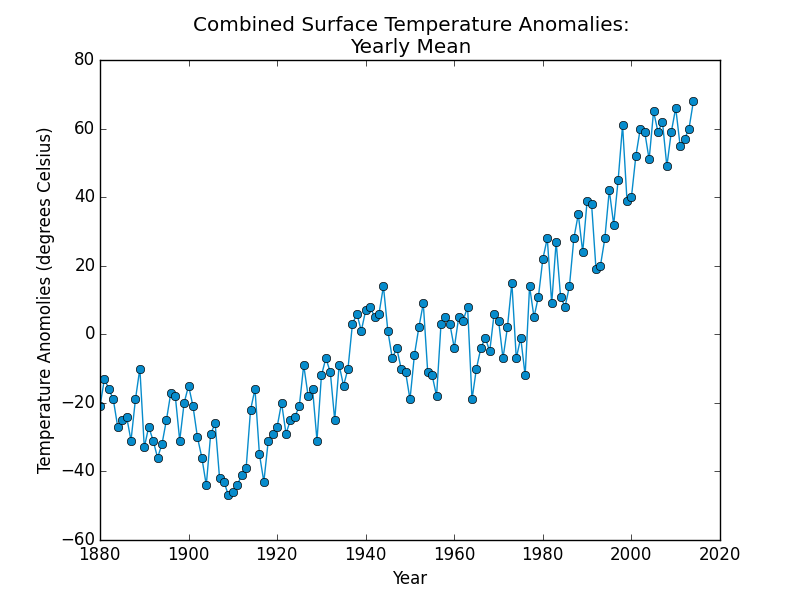 Combined Surface Temperature Anomalies:
Yearly Mean
80
60
40
20
0
−20
−40
−60
Temperature Anomolies (degrees Celsius)
1880 1900 1920 1940 1960 1980 2000 2020
Year